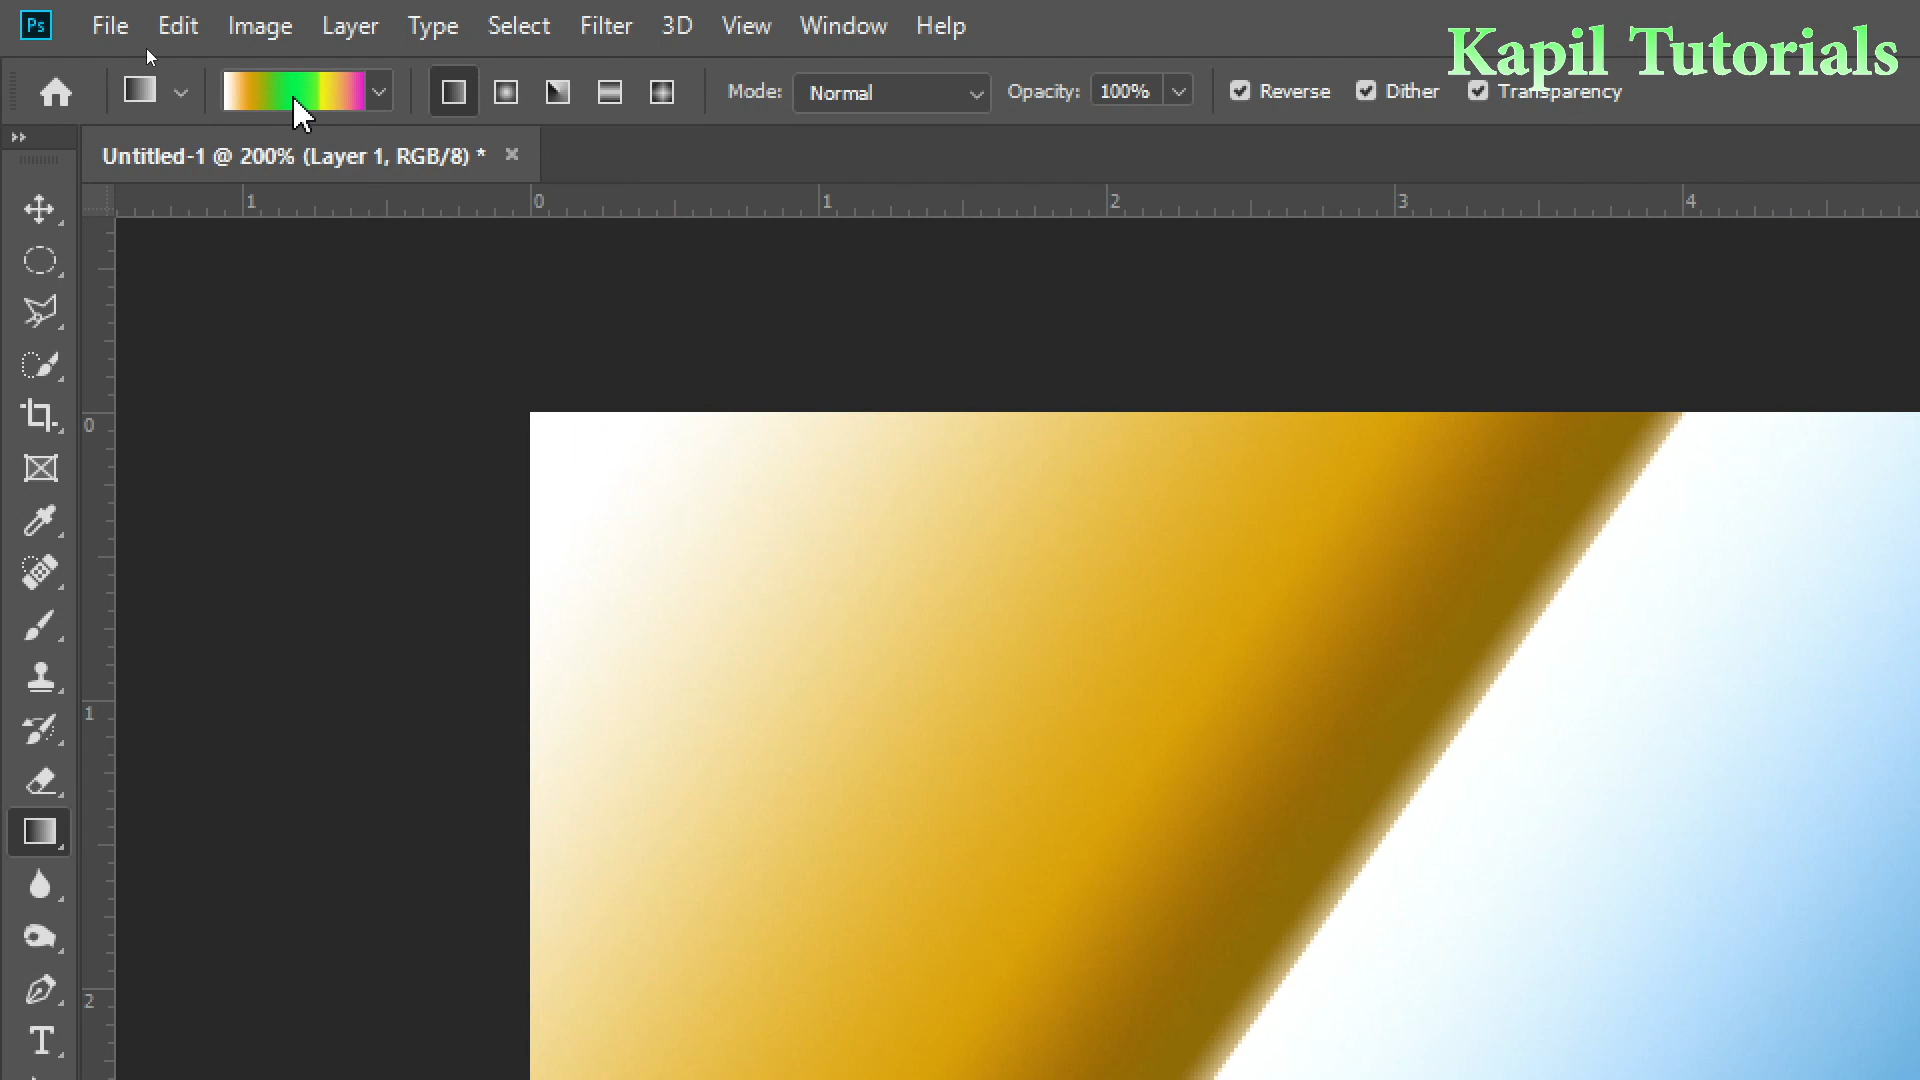 Ps File Edit Image Layer Type Select Filter 3D View Window Help
Kapil Tutorials
Mode: Normal Opacity: 100% Reverse Dither Transparency
Untitled-1 @ 200% (Layer 1, RGB/8) *
1 0 1 2 3 4
0
1
2
T